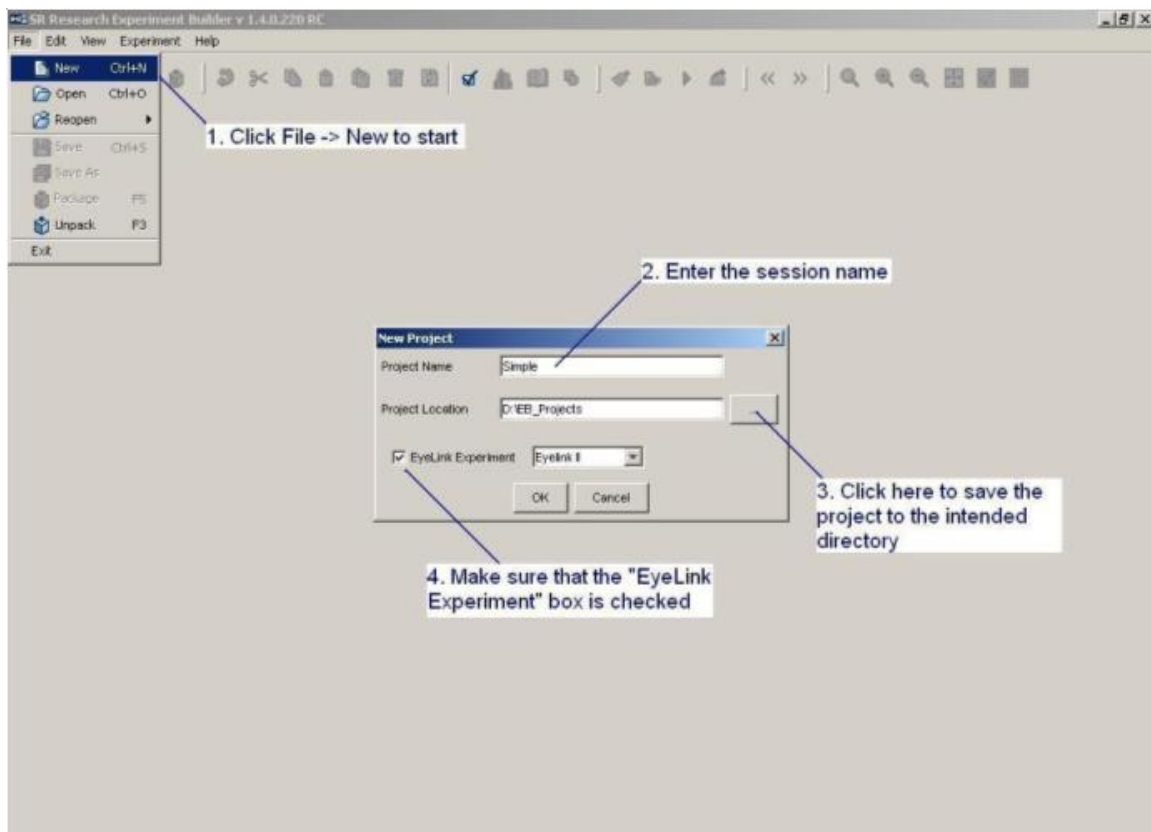 SR Research Experiment Builder v 1.4.0.220 RC
File Edit View Experiment Help
New Ctrl+N
Open Ctrl+O
Reopen
Save Ctrl+S
Save As
Package F5
Unpack F3
Exit
1. Click File -> New to start
2. Enter the session name
New Project
Project Name Simple
Project Location D:\EB_Projects ...
EyeLink Experiment Eyelink II
OK Cancel
3. Click here to save the
project to the intended
directory
4. Make sure that the "EyeLink
Experiment" box is checked